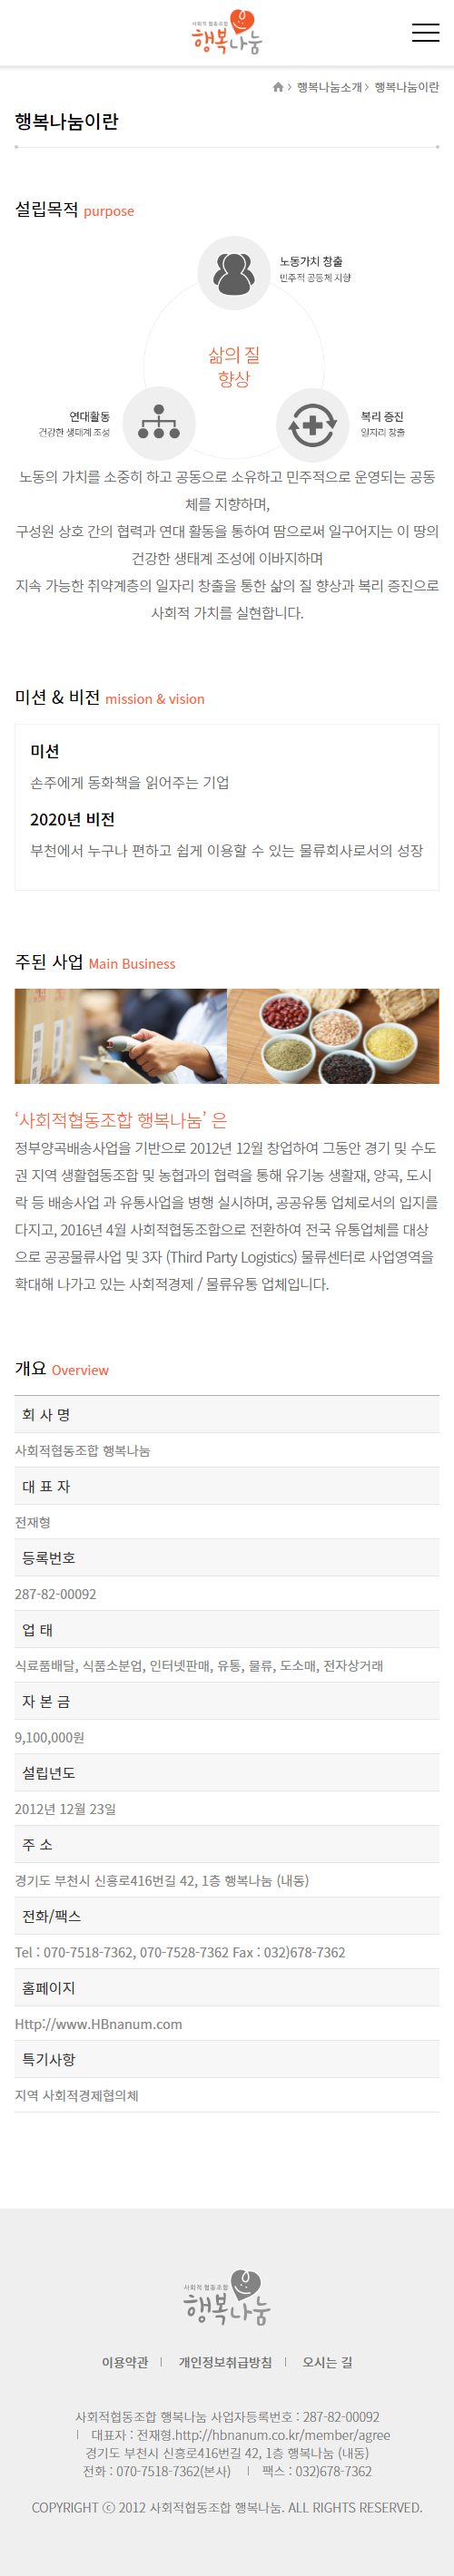 사회적 협동조합
행복나눔
행복나눔소개 > 행복나눔이란
행복나눔이란
설립목적 purpose
노동가치 창출
민주적 공동체 지향
삶의 질
향상
연대활동
건강한 생태계 조성
복리 증진
일자리 창출
노동의 가치를 소중히 하고 공동으로 소유하고 민주적으로 운영되는 공동
체를 지향하며,
구성원 상호 간의 협력과 연대 활동을 통하여 땀으로써 일구어지는 이 땅의
건강한 생태계 조성에 이바지하며
지속 가능한 취약계층의 일자리 창출을 통한 삶의 질 향상과 복리 증진으로
사회적 가치를 실현합니다.
미션 & 비전 mission & vision
미션
손주에게 동화책을 읽어주는 기업
2020년 비전
부천에서 누구나 편하고 쉽게 이용할 수 있는 물류회사로서의 성장
주된 사업 Main Business
‘사회적협동조합 행복나눔’ 은
정부양곡배송사업을 기반으로 2012년 12월 창업하여 그동안 경기 및 수도
권 지역 생활협동조합 및 농협과의 협력을 통해 유기농 생활재, 양곡, 도시
락 등 배송사업 과 유통사업을 병행 실시하며, 공공유통 업체로서의 입지를
다지고, 2016년 4월 사회적협동조합으로 전환하여 전국 유통업체를 대상
으로 공공물류사업 및 3자 (Third Party Logistics) 물류센터로 사업영역을
확대해 나가고 있는 사회적경제 / 물류유통 업체입니다.
개요 Overview
회 사 명
사회적협동조합 행복나눔
대 표 자
전재형
등록번호
287-82-00092
업 태
식료품배달, 식품소분업, 인터넷판매, 유통, 물류, 도소매, 전자상거래
자 본 금
9,100,000원
설립년도
2012년 12월 23일
주 소
경기도 부천시 신흥로416번길 42, 1층 행복나눔 (내동)
전화/팩스
Tel : 070-7518-7362, 070-7528-7362 Fax : 032)678-7362
홈페이지
Http://www.HBnanum.com
특기사항
지역 사회적경제협의체
사회적 협동조합
행복나눔
이용약관 | 개인정보취급방침 | 오시는 길
사회적협동조합 행복나눔 사업자등록번호 : 287-82-00092
| 대표자 : 전재형.http://hbnanum.co.kr/member/agree
경기도 부천시 신흥로416번길 42, 1층 행복나눔 (내동)
전화 : 070-7518-7362(본사) | 팩스 : 032)678-7362
COPYRIGHT ⓒ 2012 사회적협동조합 행복나눔. ALL RIGHTS RESERVED.